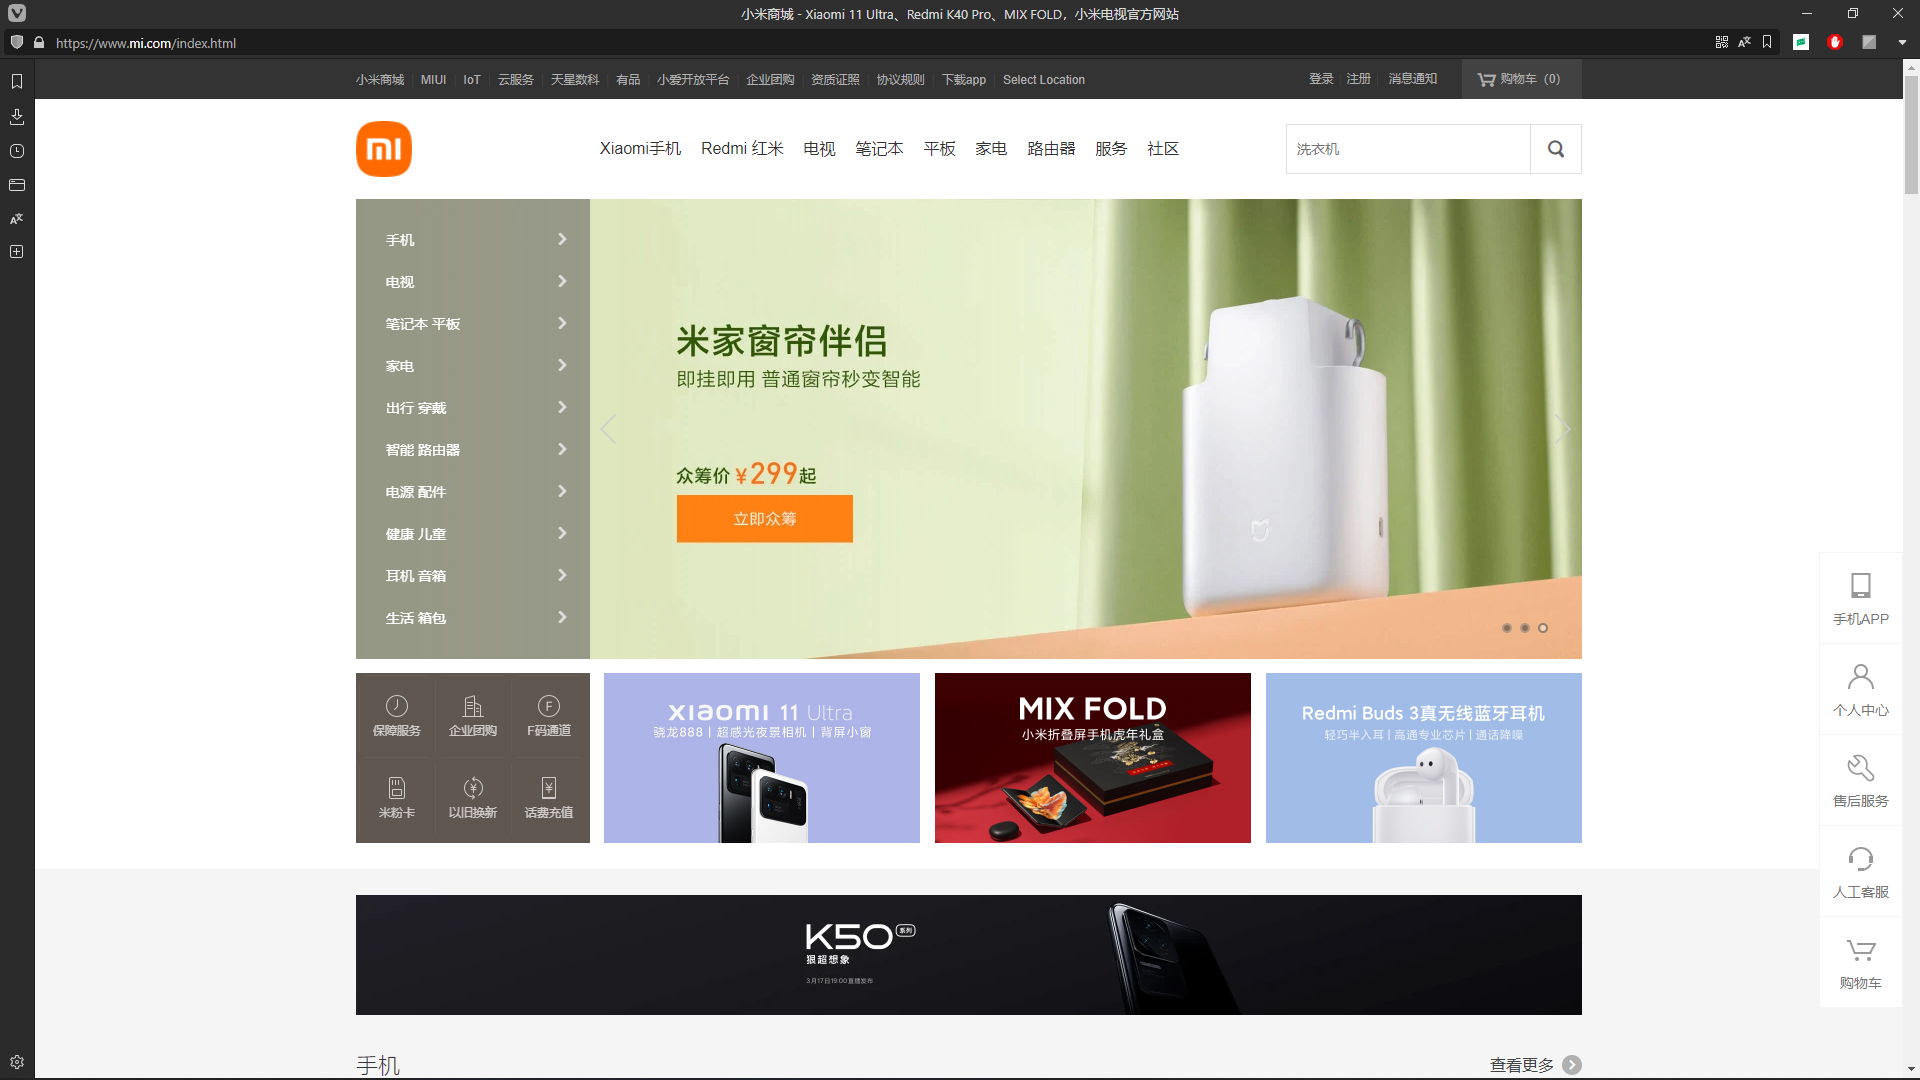 小米商城 - Xiaomi 11 Ultra、Redmi K40 Pro、MIX FOLD，小米电视官方网站
https://www.mi.com/index.html
小米商城 MIUI IoT 云服务 天星数科 有品 小爱开放平台 企业团购 资质证照 协议规则 下载app Select Location 登录 注册 消息通知 购物车（0）
mi Xiaomi手机 Redmi 红米 电视 笔记本 平板 家电 路由器 服务 社区 洗衣机
手机
电视
笔记本 平板
家电
出行 穿戴
智能 路由器
电源 配件
健康 儿童
耳机 音箱
生活 箱包
米家窗帘伴侣
即挂即用 普通窗帘秒变智能
众筹价 ¥299起
立即众筹
保障服务 企业团购 F码通道
米粉卡 以旧换新 话费充值
xiaomi 11 Ultra
骁龙888 | 超感光夜景相机 | 背屏小窗
MIX FOLD
小米折叠屏手机虎年礼盒
Redmi Buds 3真无线蓝牙耳机
轻巧半入耳 | 高通专业芯片 | 通话降噪
手机APP
个人中心
售后服务
人工客服
购物车
K50 系列
狠超想象
3月17日19:00直播发布
手机 查看更多